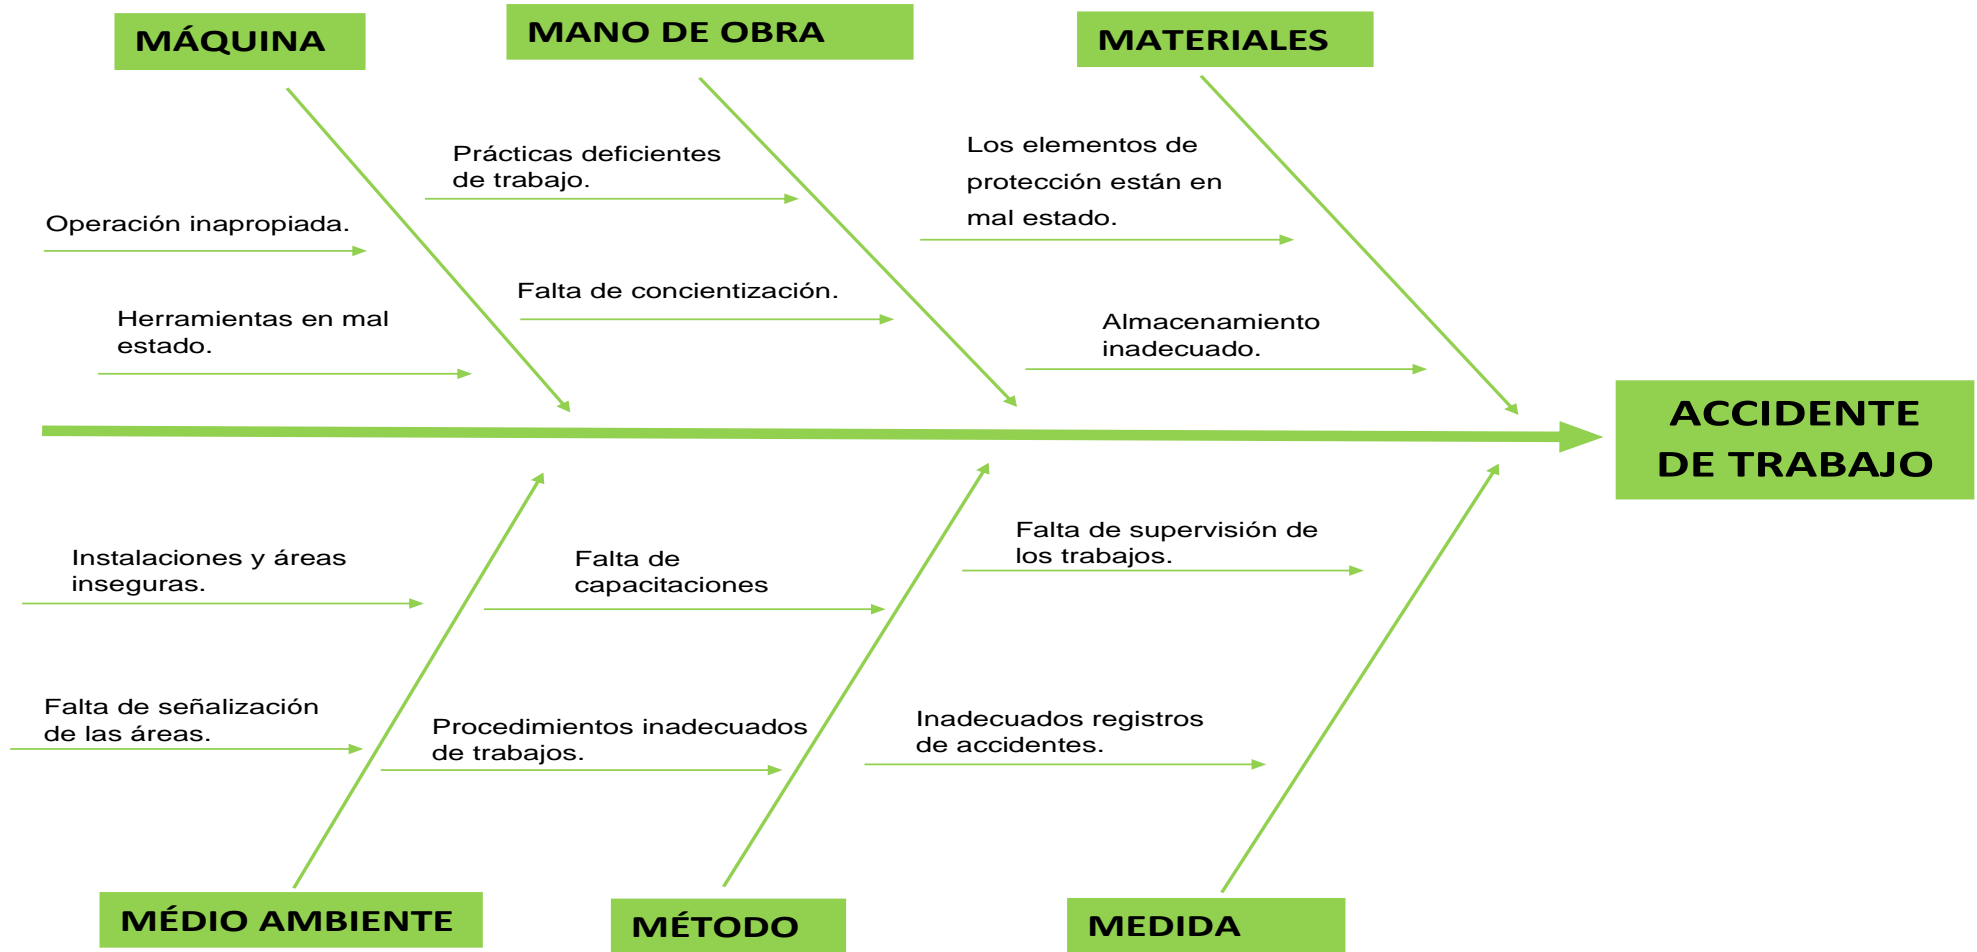 MÁQUINA
MANO DE OBRA
MATERIALES
Prácticas deficientes
de trabajo.
Los elementos de
protección están en
mal estado.
Operación inapropiada.
Falta de concientización.
Herramientas en mal
estado.
Almacenamiento
inadecuado.
ACCIDENTE
DE TRABAJO
Instalaciones y áreas
inseguras.
Falta de
capacitaciones
Falta de supervisión de
los trabajos.
Falta de señalización
de las áreas.
Procedimientos inadecuados
de trabajos.
Inadecuados registros
de accidentes.
MÉDIO AMBIENTE
MÉTODO
MEDIDA